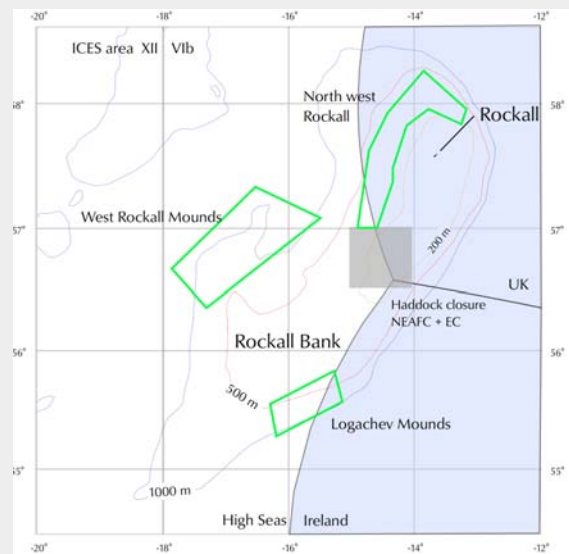 -20° -18° -16° -14° -12°
ICES area XII VIb
58° 58°
North west
Rockall
Rockall
West Rockall Mounds
57° 57°
200 m
UK
Haddock closure
NEAFC + EC
56° 56°
Rockall Bank
500 m
Logachev Mounds
55° 55°
1000 m
High Seas Ireland
-20° -18° -16° -14° -12°